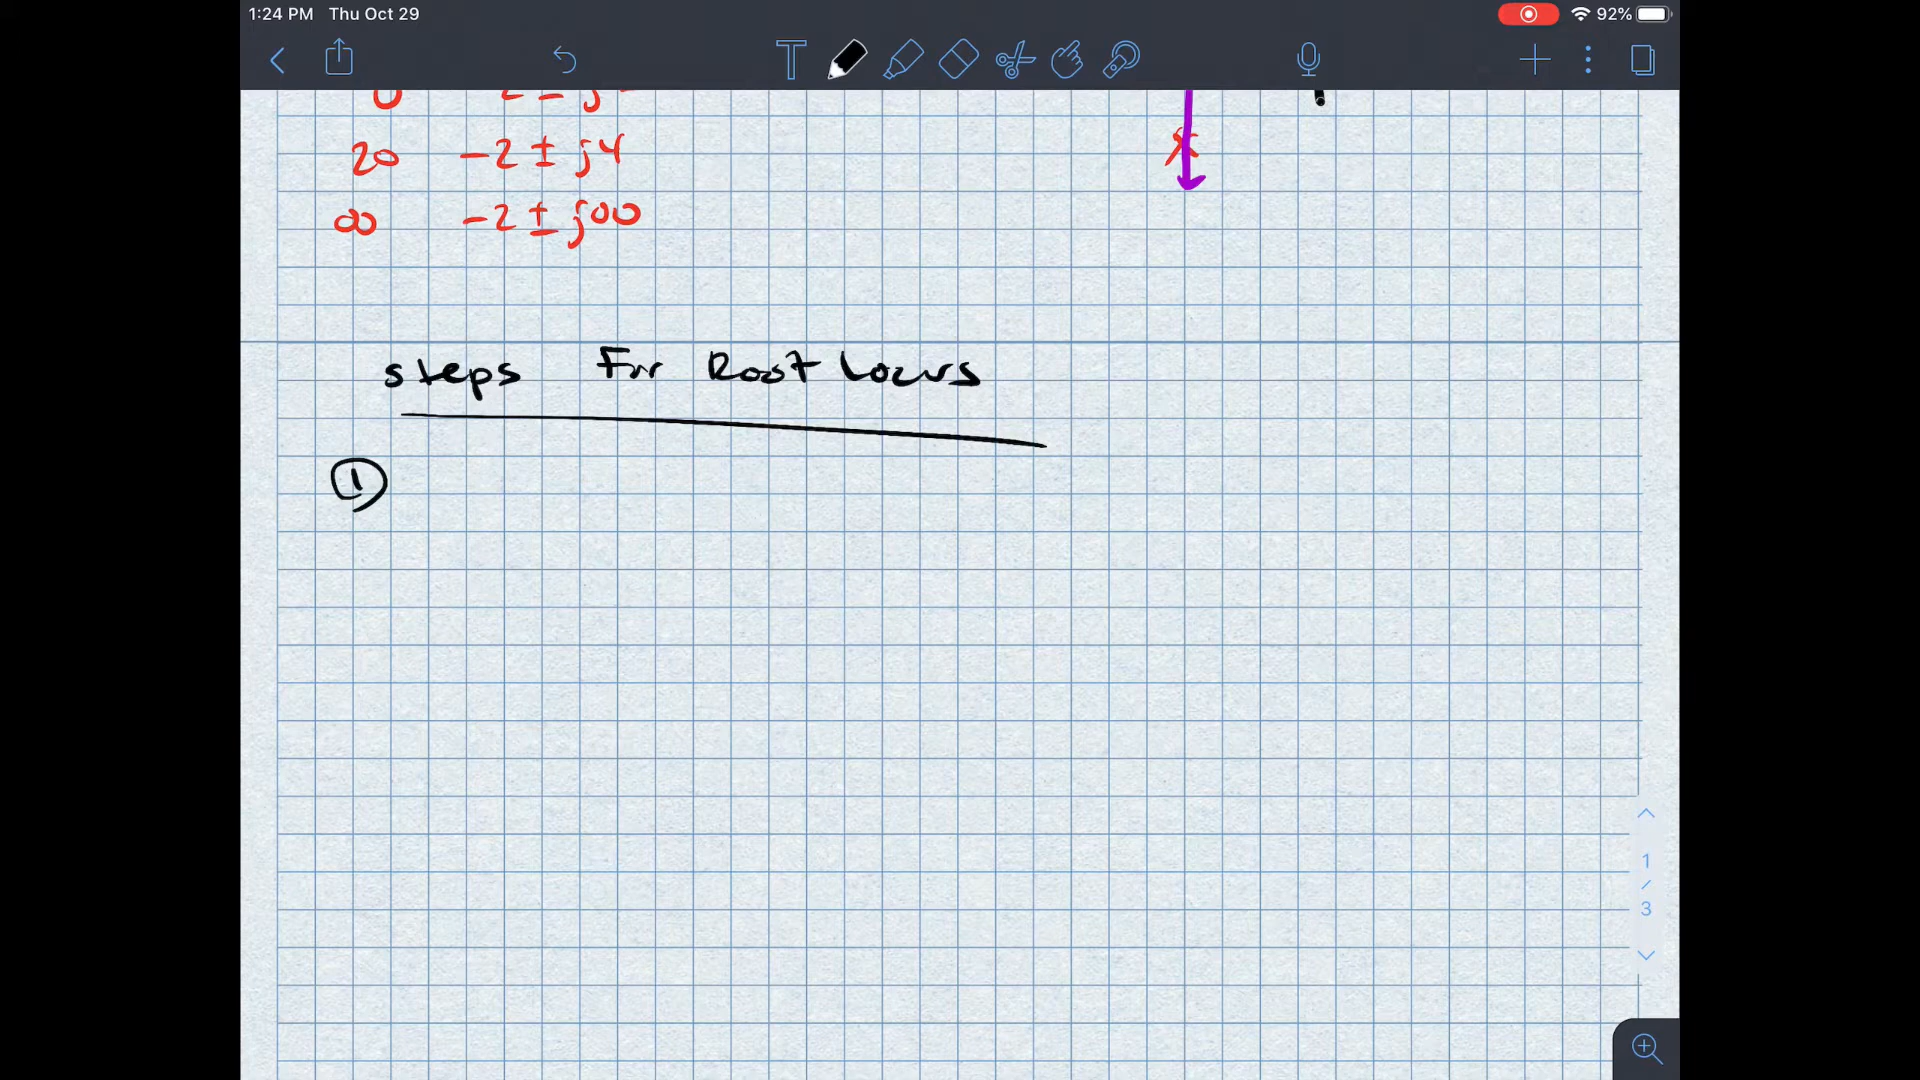 1:24 PM Thu Oct 29
92%
T
20 -2 ± j4
∞ -2 ± j∞
steps For Root Locus
1
1
/
3